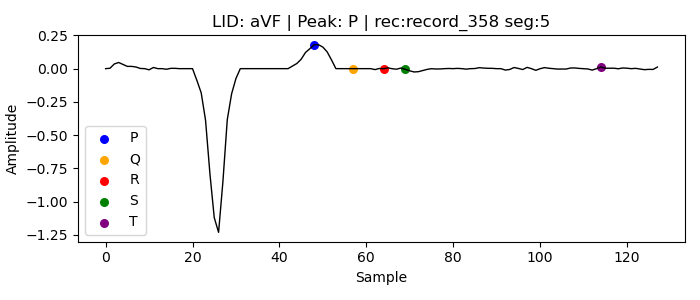 LID: aVF | Peak: P | rec:record_358 seg:5
Amplitude
0.25
0.00
−0.25
−0.50
−0.75
−1.00
−1.25
P
Q
R
S
T
0 20 40 60 80 100 120
Sample